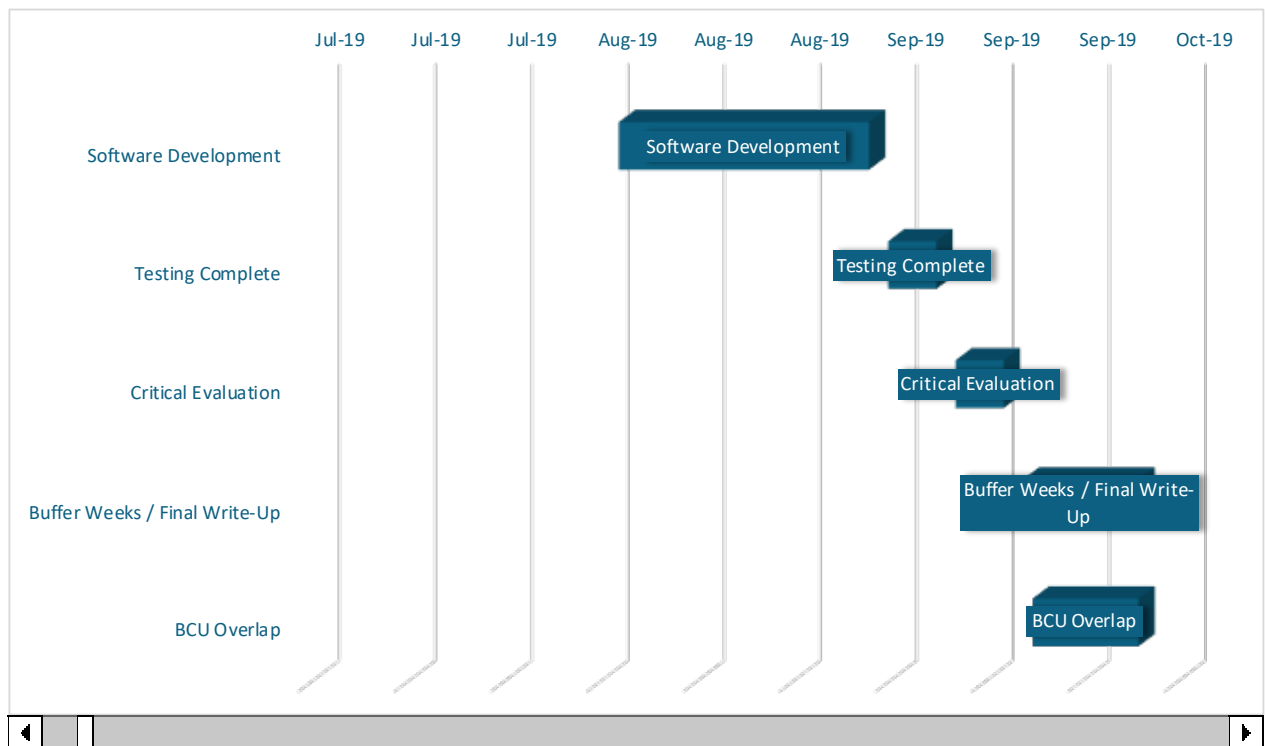 Jul-19 Jul-19 Jul-19 Aug-19 Aug-19 Aug-19 Sep-19 Sep-19 Sep-19 Oct-19
Software Development
Software Development
Testing Complete
Testing Complete
Critical Evaluation
Critical Evaluation
Buffer Weeks / Final Write-Up
Buffer Weeks / Final Write-
Up
BCU Overlap
BCU Overlap